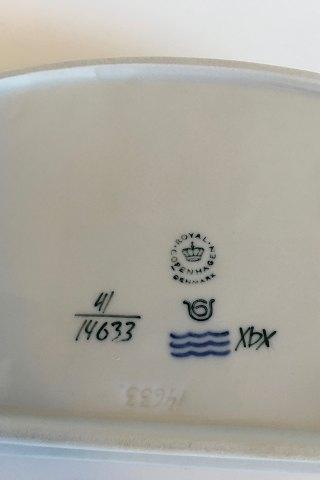 ROYAL
COPENHAGEN
DENMARK
41
14633
XbX
14633.